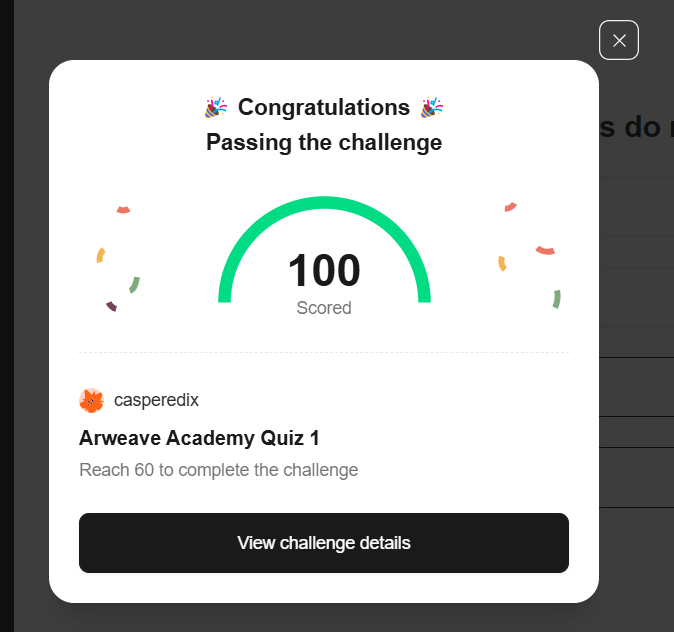 🎉 Congratulations 🎉
Passing the challenge
s do
100
Scored
casperedix
Arweave Academy Quiz 1
Reach 60 to complete the challenge
View challenge details